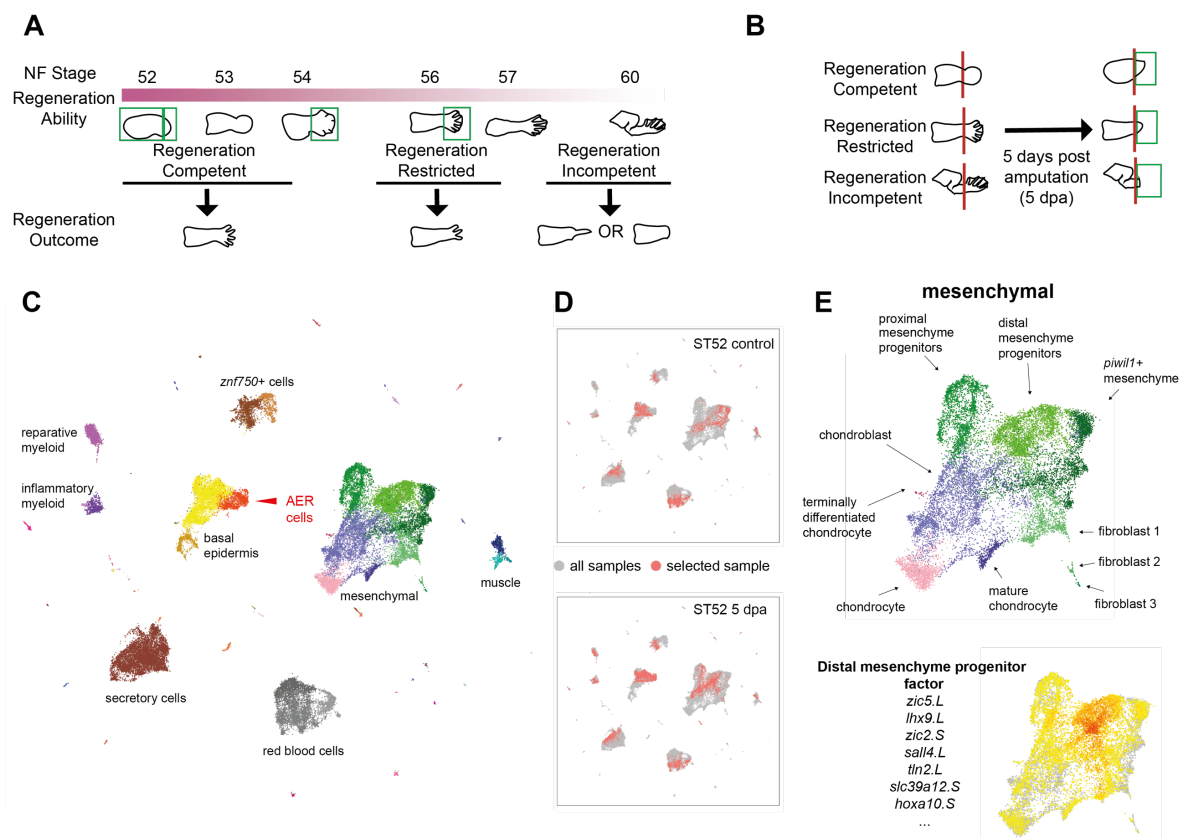 A
NF Stage
52
53
54
56
57
60
Regeneration
Ability
Regeneration
Competent
Regeneration
Restricted
Regeneration
Incompetent
Regeneration
Outcome
OR
B
Regeneration
Competent
Regeneration
Restricted
Regeneration
Incompetent
5 days post
amputation
(5 dpa)
C
znf750+ cells
reparative
myeloid
inflammatory
myeloid
AER
cells
basal
epidermis
mesenchymal
muscle
secretory cells
red blood cells
D
ST52 control
all samples
selected sample
ST52 5 dpa
E
mesenchymal
proximal
mesenchyme
progenitors
distal
mesenchyme
progenitors
piwil1+
mesenchyme
chondroblast
terminally
differentiated
chondrocyte
fibroblast 1
fibroblast 2
fibroblast 3
mature
chondrocyte
chondrocyte
Distal mesenchyme progenitor
factor
zic5.L
lhx9.L
zic2.S
sall4.L
tln2.L
slc39a12.S
hoxa10.S
...